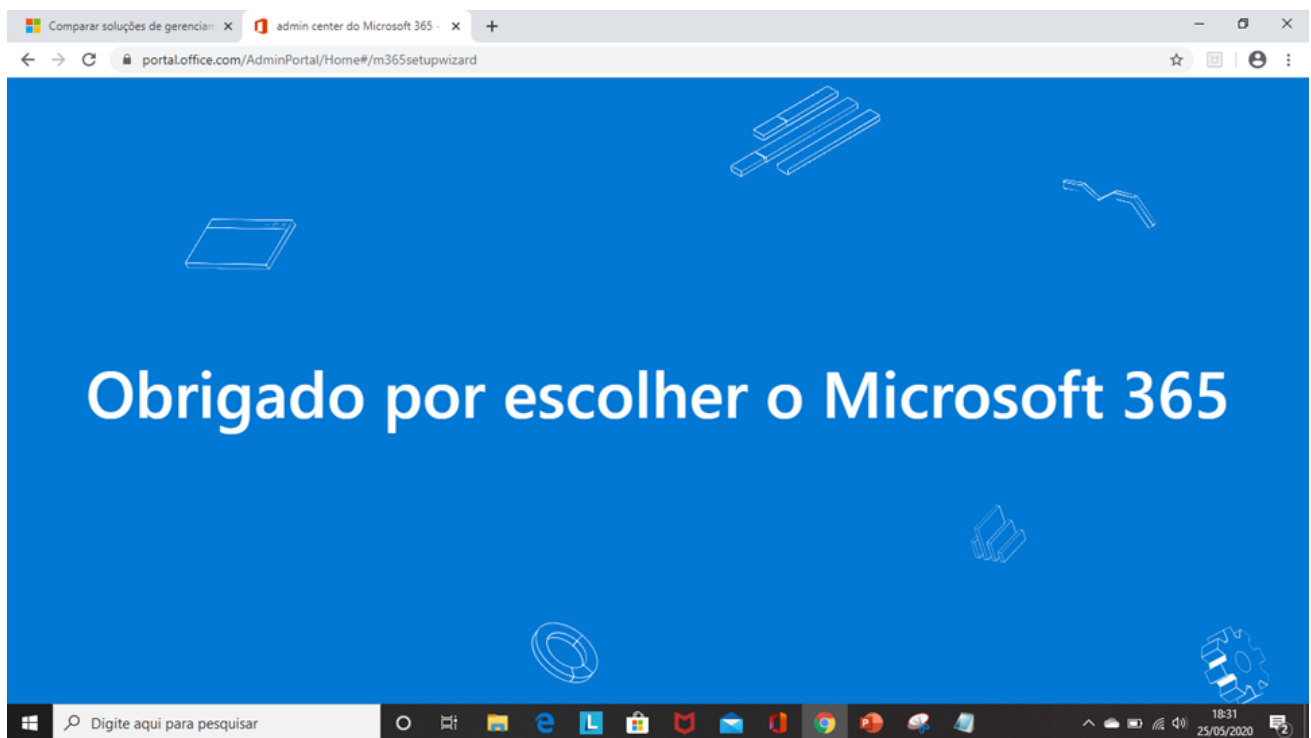 Comparar soluções de gerenciam
admin center do Microsoft 365 -
portal.office.com/AdminPortal/Home#/m365setupwizard
Obrigado por escolher o Microsoft 365
Digite aqui para pesquisar
L
18:31
25/05/2020
2